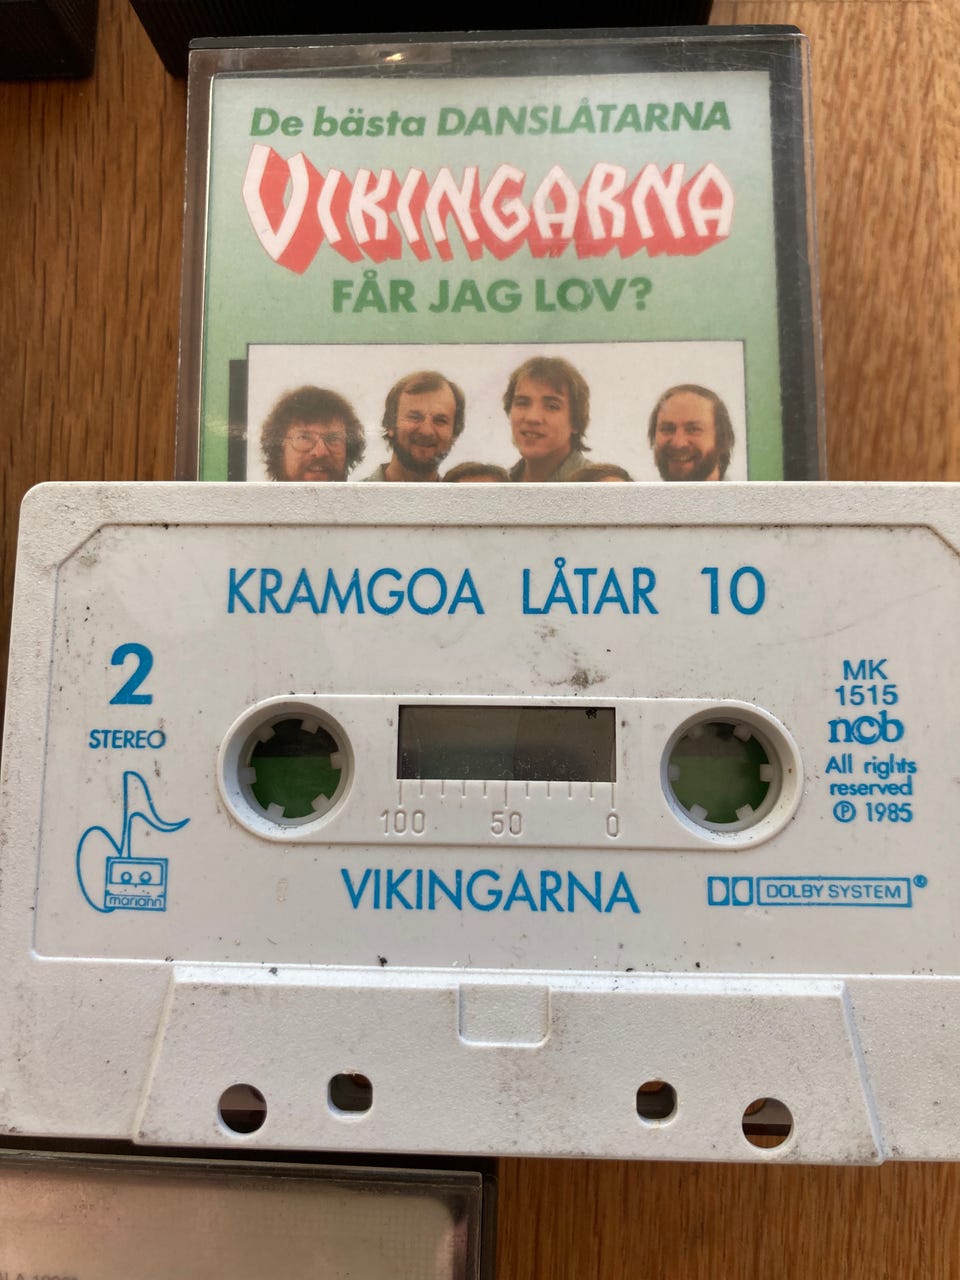 De bästa DANSLÅTARNA
VIKINGARNA
FÅR JAG LOV?
KRAMGOA LÅTAR 10
2
STEREO
mariann
100 50 0
VIKINGARNA
MK
1515
ncb
All rights
reserved
℗ 1985
DOLBY SYSTEM